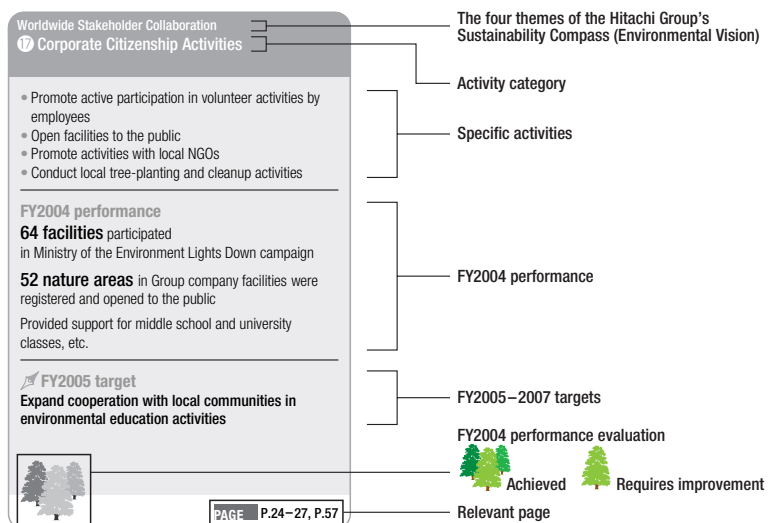 Worldwide Stakeholder Collaboration
17 Corporate Citizenship Activities
• Promote active participation in volunteer activities by
employees
• Open facilities to the public
• Promote activities with local NGOs
• Conduct local tree-planting and cleanup activities
FY2004 performance
64 facilities participated
in Ministry of the Environment Lights Down campaign
52 nature areas in Group company facilities were
registered and opened to the public
Provided support for middle school and university
classes, etc.
FY2005 target
Expand cooperation with local communities in
environmental education activities
PAGE P.24–27, P.57
The four themes of the Hitachi Group's
Sustainability Compass (Environmental Vision)
Activity category
Specific activities
FY2004 performance
FY2005–2007 targets
FY2004 performance evaluation
Achieved Requires improvement
Relevant page